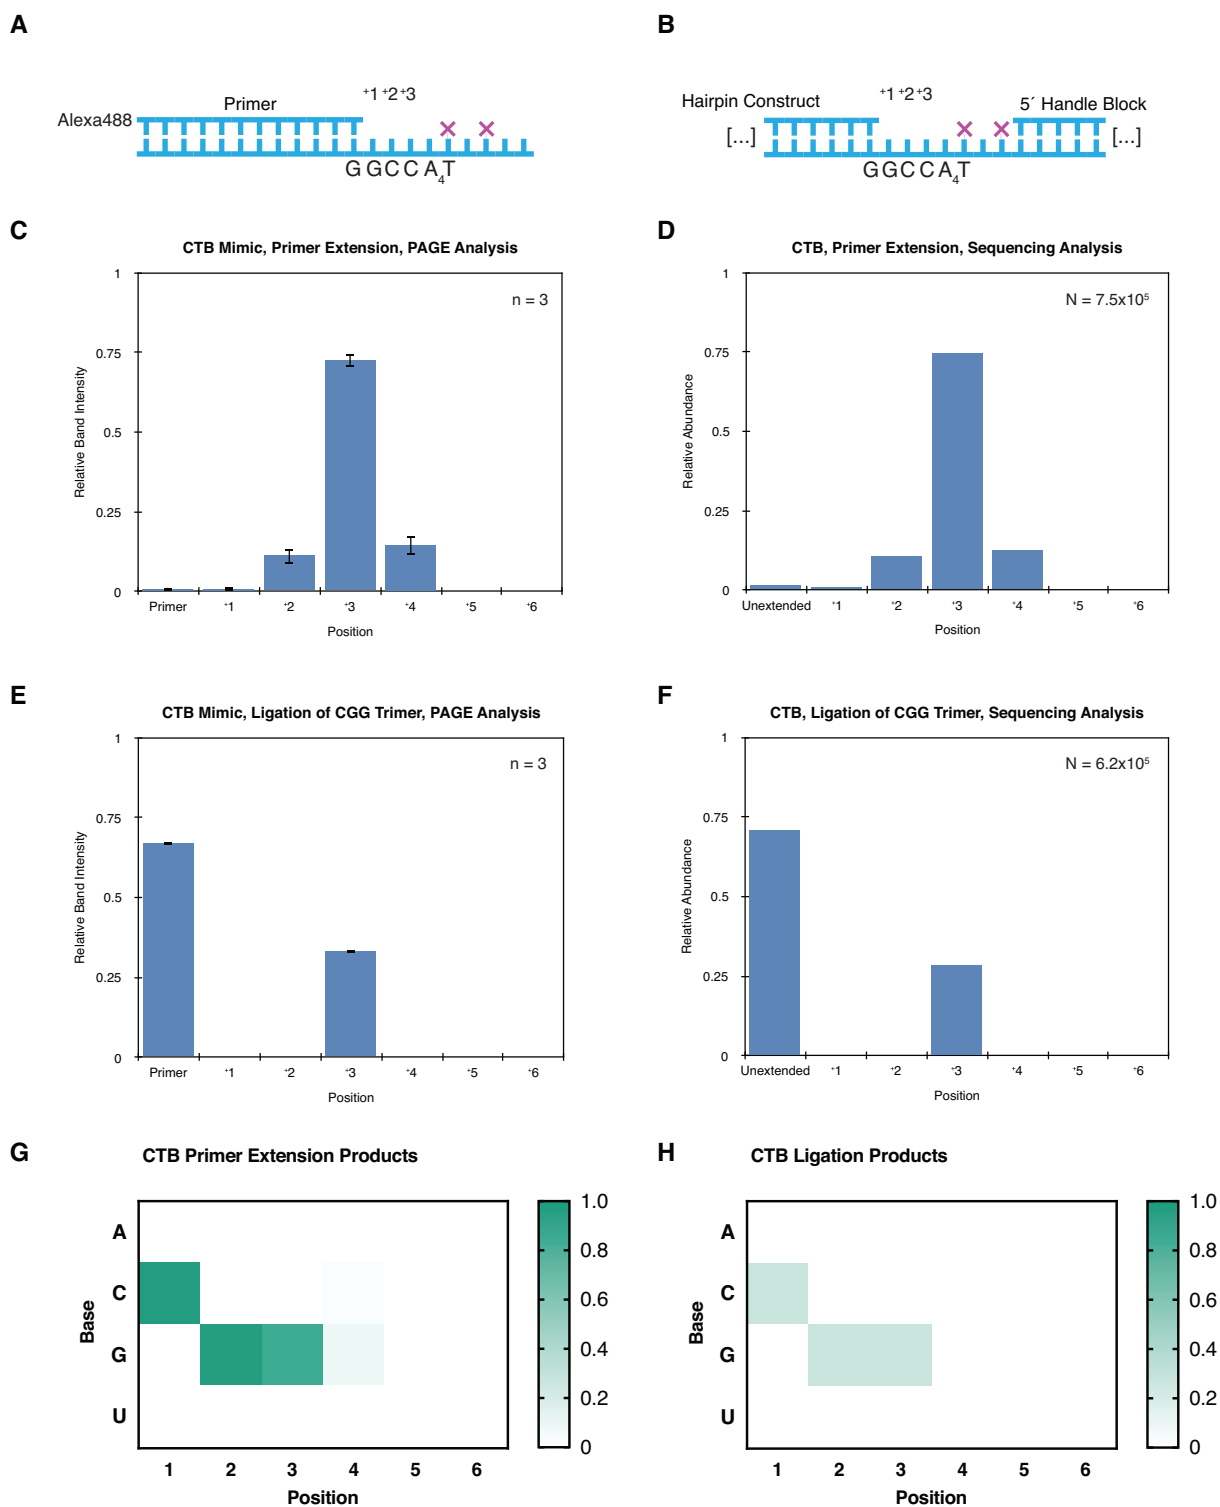 A
B
+1 +2 +3
Primer
Alexa488
GGCCA4T
+1 +2 +3
Hairpin Construct
5´ Handle Block
[...]
[...]
GGCCA4T
C
CTB Mimic, Primer Extension, PAGE Analysis
n = 3
1
0.75
0.5
0.25
0
Relative Band Intensity
Primer +1 +2 +3 +4 +5 +6
Position
D
CTB, Primer Extension, Sequencing Analysis
N = 7.5x10⁵
1
0.75
0.5
0.25
0
Relative Abundance
Unextended +1 +2 +3 +4 +5 +6
Position
E
CTB Mimic, Ligation of CGG Trimer, PAGE Analysis
n = 3
1
0.75
0.5
0.25
0
Relative Band Intensity
Primer +1 +2 +3 +4 +5 +6
Position
F
CTB, Ligation of CGG Trimer, Sequencing Analysis
N = 6.2x10⁵
1
0.75
0.5
0.25
0
Relative Abundance
Unextended +1 +2 +3 +4 +5 +6
Position
G
CTB Primer Extension Products
A
C
G
U
Base
1 2 3 4 5 6
Position
1.0
0.8
0.6
0.4
0.2
0
H
CTB Ligation Products
A
C
G
U
Base
1 2 3 4 5 6
Position
1.0
0.8
0.6
0.4
0.2
0